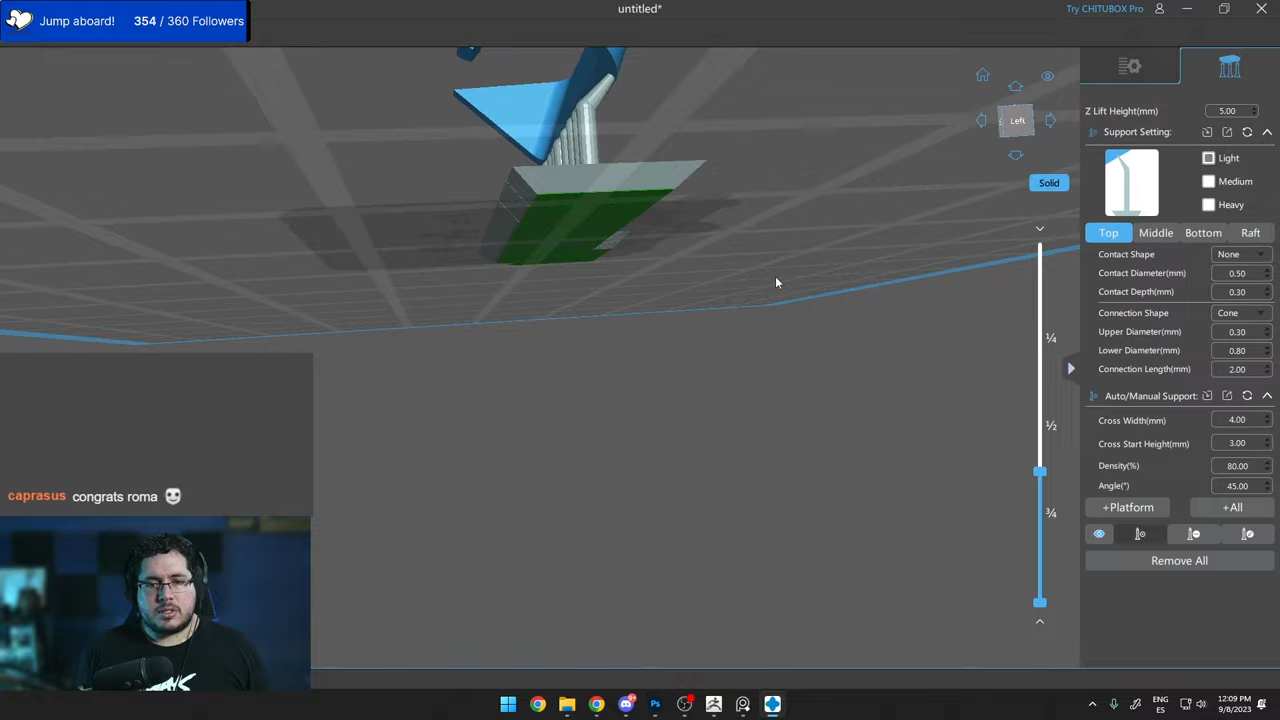 Jump aboard! 354 / 360 Followers
untitled*
Try CHITUBOX Pro
Z Lift Height(mm) 5.00
Support Setting:
Light
Medium
Heavy
Left
Solid
Top Middle Bottom Raft
Contact Shape None
Contact Diameter(mm) 0.50
Contact Depth(mm) 0.30
Connection Shape Cone
Upper Diameter(mm) 0.30
Lower Diameter(mm) 0.80
Connection Length(mm) 2.00
¼
½
¾
Auto/Manual Support:
Cross Width(mm) 4.00
Cross Start Height(mm) 3.00
Density(%) 80.00
Angle(°) 45.00
+Platform +All
Remove All
caprasus congrats roma
ENG
ES
12:09 PM
9/8/2023